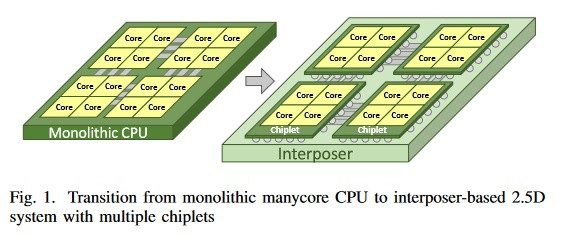 Core Core Core Core
Core Core Core Core
Core Core Core Core
Core Core Core Core
Monolithic CPU
Core Core Core Core
Core Core Core Core
Core Core Core Core
Core Core Core Core
Chiplet Chiplet
Interposer
Fig. 1. Transition from monolithic manycore CPU to interposer-based 2.5D
system with multiple chiplets